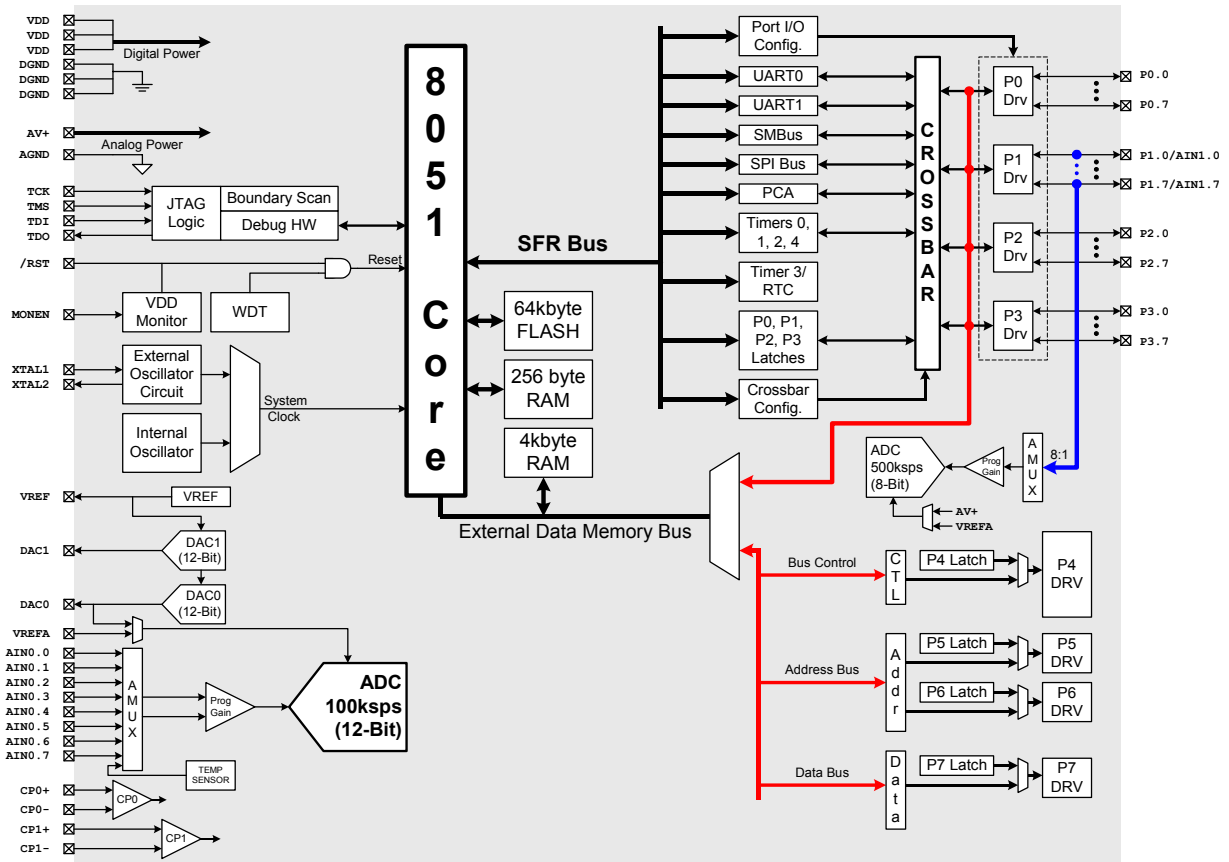 VDD
VDD
VDD
Digital Power
DGND
DGND
DGND
AV+
Analog Power
AGND
TCK
TMS
TDI
TDO
JTAG
Logic
Boundary Scan
Debug HW
/RST
Reset
MONEN
VDD
Monitor
WDT
XTAL1
XTAL2
External
Oscillator
Circuit
Internal
Oscillator
System
Clock
VREF
VREF
DAC1
DAC1
(12-Bit)
DAC0
DAC0
(12-Bit)
VREFA
AIN0.0
AIN0.1
AIN0.2
AIN0.3
AIN0.4
AIN0.5
AIN0.6
AIN0.7
AMUX
Prog
Gain
ADC
100ksps
(12-Bit)
TEMP
SENSOR
CP0+
CP0-
CP0
CP1+
CP1-
CP1
8051 Core
SFR Bus
64kbyte
FLASH
256 byte
RAM
4kbyte
RAM
External Data Memory Bus
Port I/O
Config.
UART0
UART1
SMBus
SPI Bus
PCA
Timers 0,
1, 2, 4
Timer 3/
RTC
P0, P1,
P2, P3
Latches
Crossbar
Config.
CROSSBAR
P0
Drv
P1
Drv
P2
Drv
P3
Drv
P0.0
P0.7
P1.0/AIN1.0
P1.7/AIN1.7
P2.0
P2.7
P3.0
P3.7
ADC
500ksps
(8-Bit)
Prog
Gain
AMUX
8:1
AV+
VREFA
Bus Control
CTL
P4 Latch
P4
DRV
Address Bus
Addr
P5 Latch
P5
DRV
P6 Latch
P6
DRV
Data Bus
Data
P7 Latch
P7
DRV